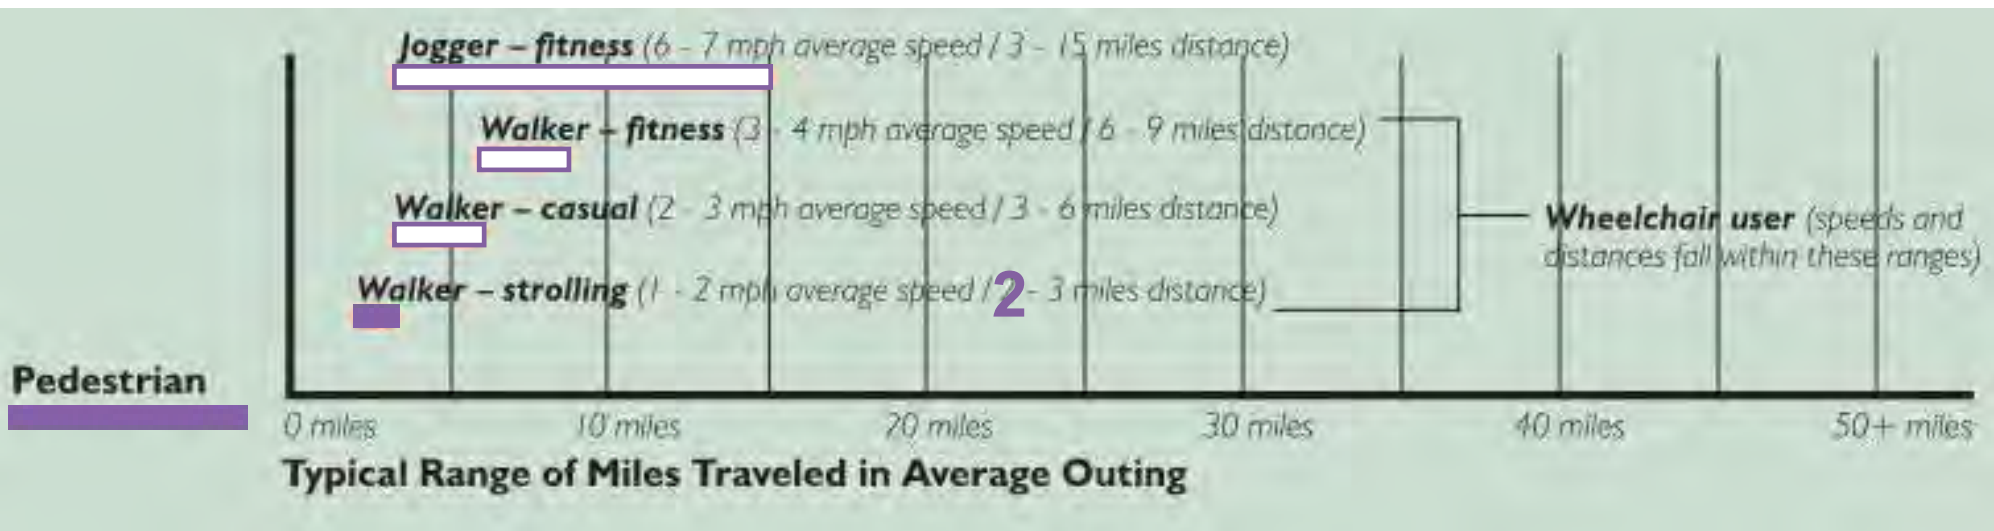 Jogger – fitness (6 - 7 mph average speed / 3 - 15 miles distance)
Walker – fitness (3 - 4 mph average speed / 6 - 9 miles distance)
Walker – casual (2 - 3 mph average speed / 3 - 6 miles distance)
Wheelchair user (speeds and
distances fall within these ranges)
Walker – strolling (1 - 2 mph average speed / 2 - 3 miles distance)
Pedestrian
0 miles 10 miles 20 miles 30 miles 40 miles 50+ miles
Typical Range of Miles Traveled in Average Outing